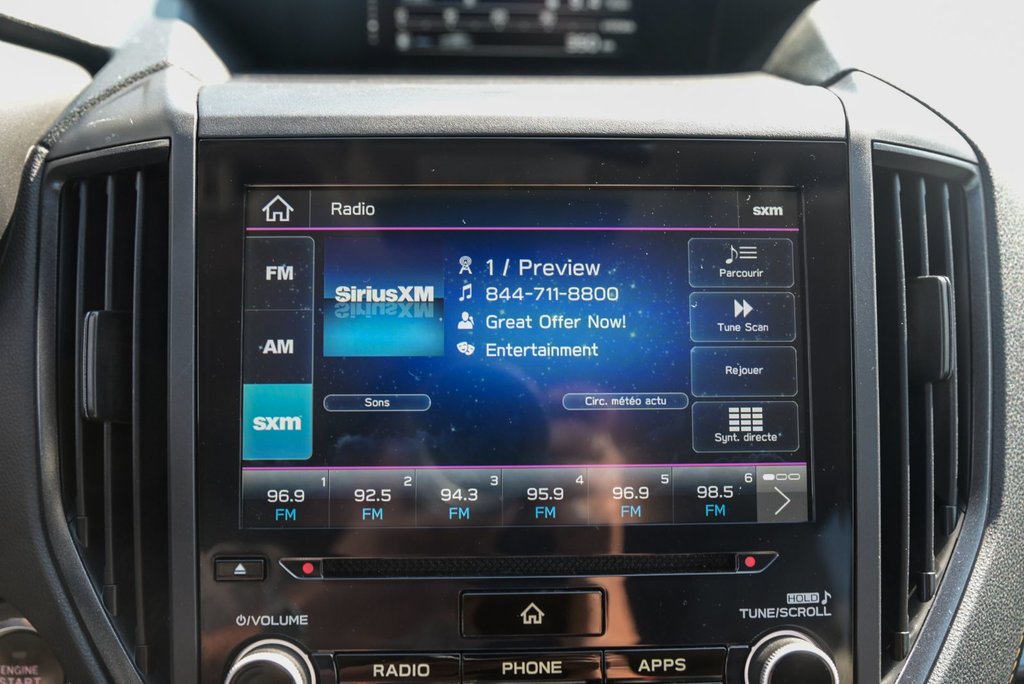 Radio
sxm
FM
AM
sxm
SiriusXM
1 / Preview
844-711-8800
Great Offer Now!
Entertainment
Parcourir
Tune Scan
Rejouer
Synt. directe
Sons
Circ. météo actu
1 2 3 4 5 6
96.9 92.5 94.3 95.9 96.9 98.5
FM FM FM FM FM FM
VOLUME
HOLD
TUNE/SCROLL
RADIO PHONE APPS
ENGINE
START